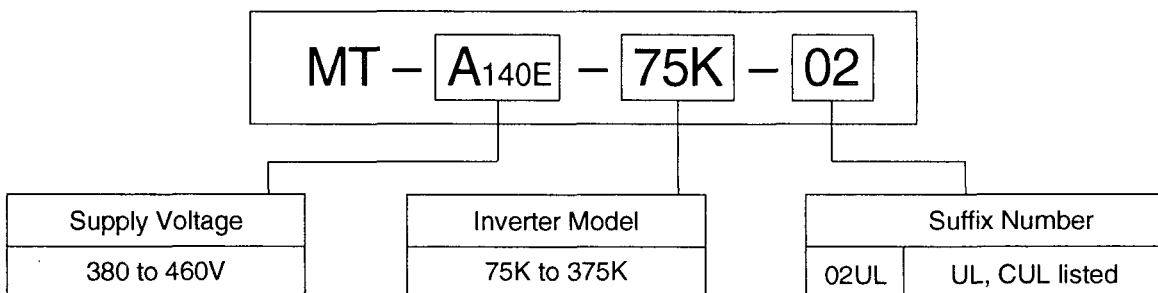 MT – A140E – 75K – 02
Supply Voltage
380 to 460V
Inverter Model
75K to 375K
Suffix Number
02UL UL, CUL listed